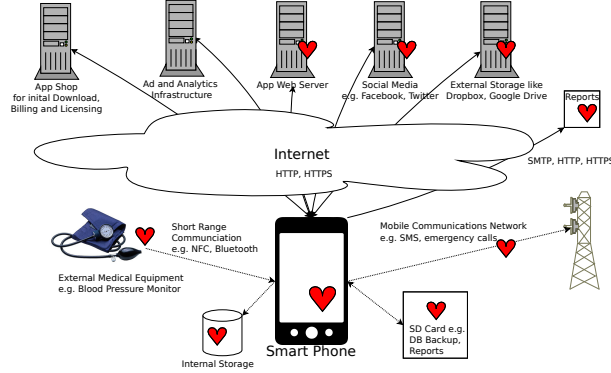 App Shop
for inital Download,
Billing and Licensing
Ad and Analytics
Infrastructure
App Web Server
Social Media
e.g. Facebook, Twitter
External Storage like
Dropbox, Google Drive
Reports
Internet
HTTP, HTTPS
SMTP, HTTP, HTTPS
Short Range
Communciation
e.g. NFC, Bluetooth
Mobile Communications Network
e.g. SMS, emergency calls
External Medical Equipment
e.g. Blood Pressure Monitor
SD Card e.g.
DB Backup,
Reports
Smart Phone
Internal Storage